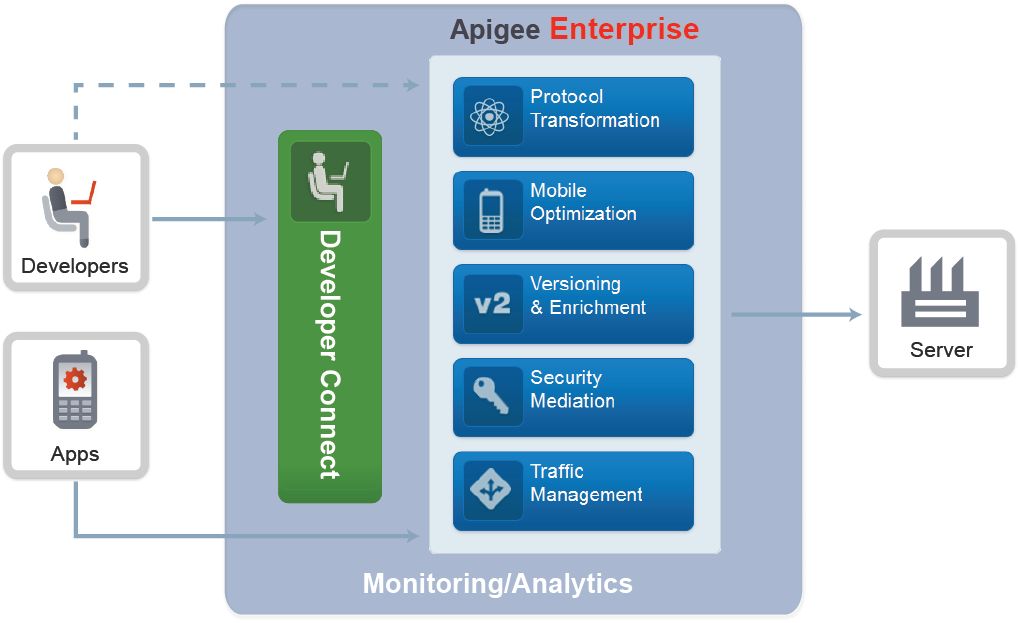 Apigee Enterprise
Developers
Apps
Developer Connect
Protocol
Transformation
Mobile
Optimization
v2
Versioning
& Enrichment
Security
Mediation
Traffic
Management
Server
Monitoring/Analytics